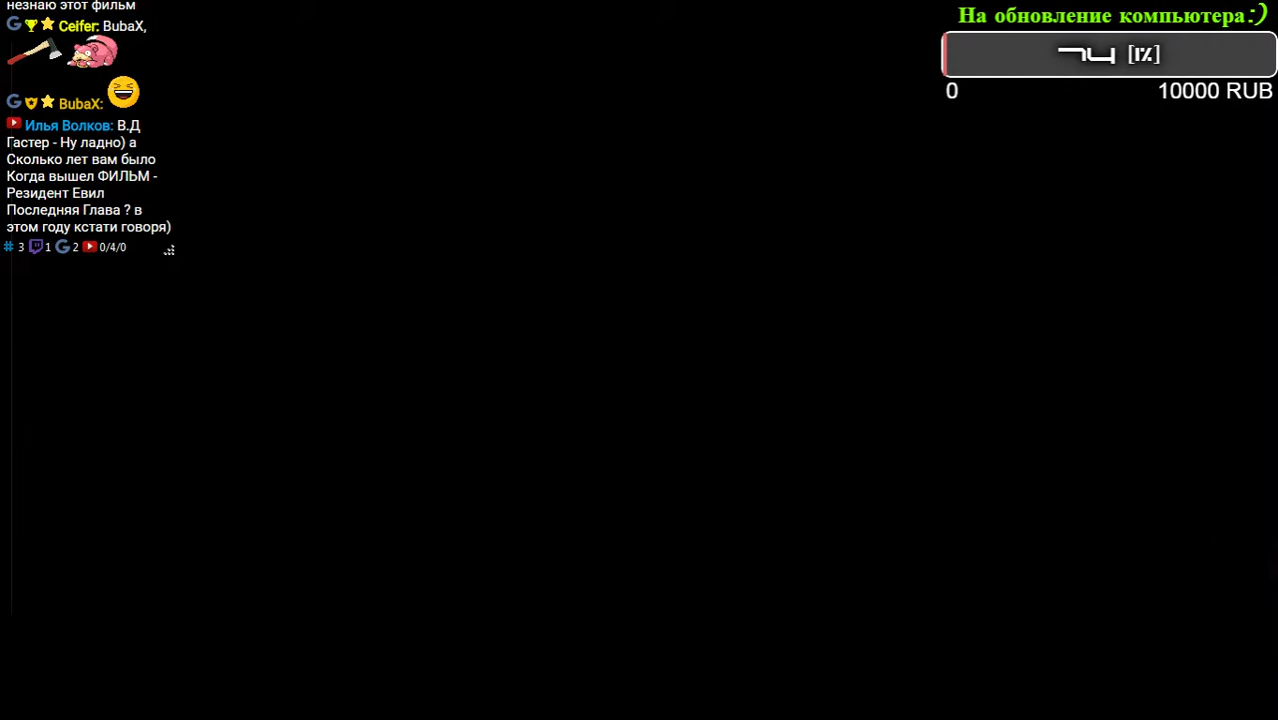 незнаю этот фильм
Ceifer: BubaX,
BubaX:
Илья Волков: В.Д
Гастер - Ну ладно) а
Сколько лет вам было
Когда вышел ФИЛЬМ -
Резидент Евил
Последняя Глава ? в
этом году кстати говоря)
3 1 2 0/4/0
На обновление компьютера:)
74 [1%]
0 10000 RUB